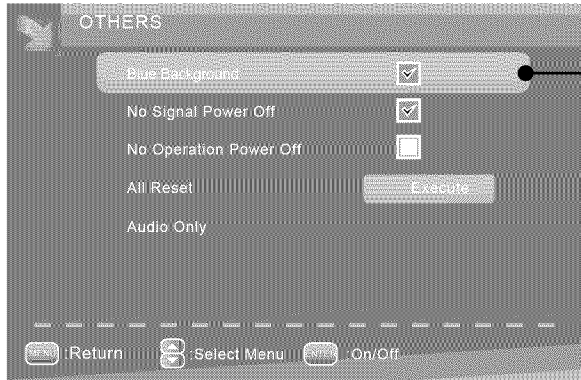 OTHERS
Blue Background
No Signal Power Off
No Operation Power Off
All Reset Execute
Audio Only
MENU :Return :Select Menu ENTER :On/Off